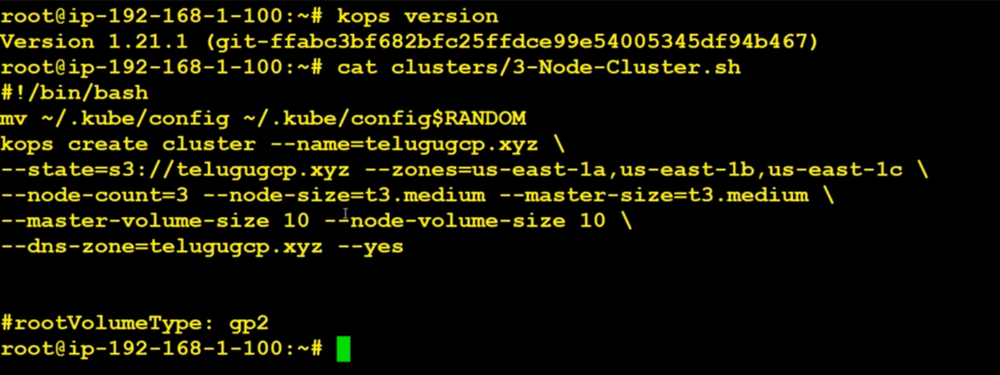 root@ip-192-168-1-100:~# kops version
Version 1.21.1 (git-ffabc3bf682bfc25ffdce99e54005345df94b467)
root@ip-192-168-1-100:~# cat clusters/3-Node-Cluster.sh
#!/bin/bash
mv ~/.kube/config ~/.kube/config$RANDOM
kops create cluster --name=telugugcp.xyz \
--state=s3://telugugcp.xyz --zones=us-east-1a,us-east-1b,us-east-1c \
--node-count=3 --node-size=t3.medium --master-size=t3.medium \
--master-volume-size 10 --node-volume-size 10 \
--dns-zone=telugugcp.xyz --yes
#rootVolumeType: gp2
root@ip-192-168-1-100:~#